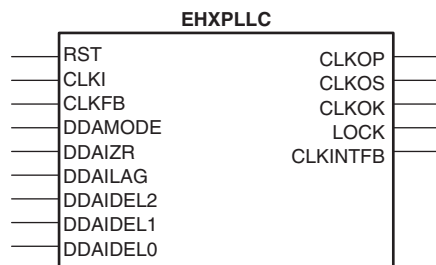 EHXPLLC
RST
CLKI
CLKFB
DDAMODE
DDAIZR
DDAILAG
DDAIDEL2
DDAIDEL1
DDAIDEL0
CLKOP
CLKOS
CLKOK
LOCK
CLKINTFB